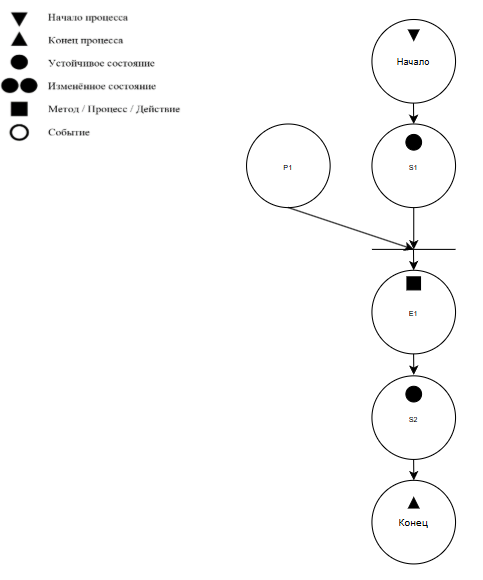 Начало процесса
Конец процесса
Устойчивое состояние
Изменённое состояние
Метод / Процесс / Действие
Событие
Начало
P1
S1
E1
S2
Конец